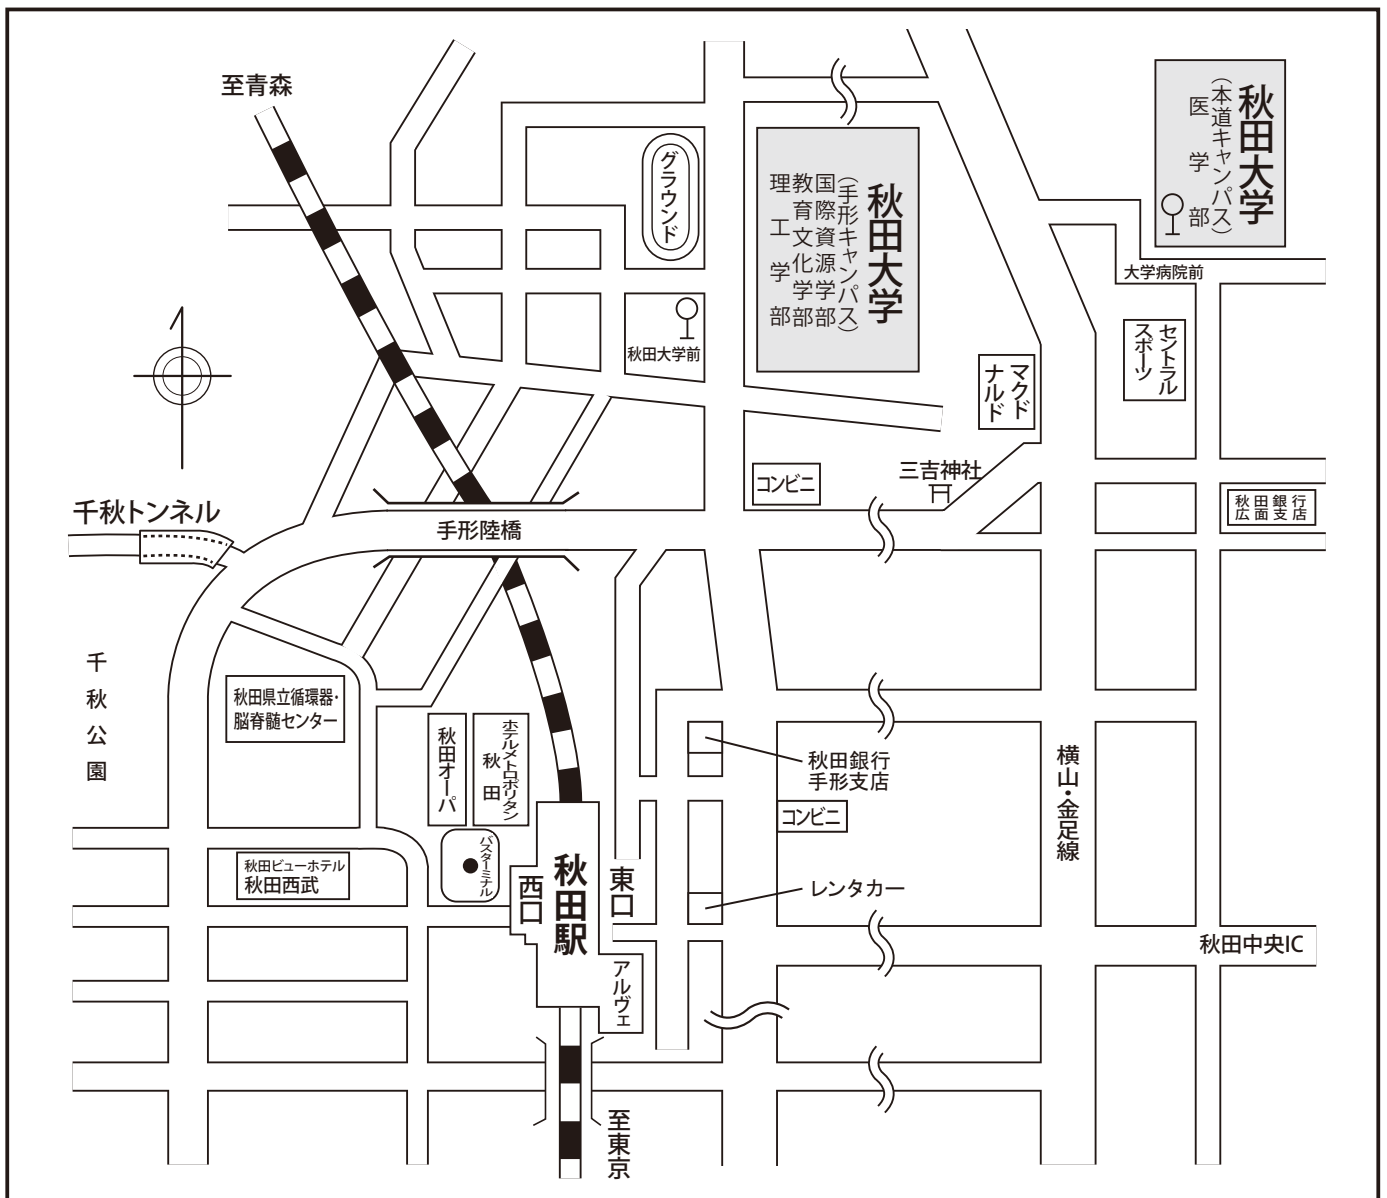 至青森
グラウンド
秋田大学
(手形キャンパス)
国際資源学部
教育文化学部
理工学部
秋田大学
(本道キャンパス)
医学部
大学病院前
セントラル
スポーツ
マクド
ナルド
秋田大学前
コンビニ
三吉神社
秋田銀行
広面支店
千秋トンネル
手形陸橋
千秋公園
秋田県立循環器・
脳脊髄センター
秋田オーパ
ホテルメトロポリタン
秋田
秋田銀行
手形支店
コンビニ
横山・金足線
バスターミナル
秋田ビューホテル
秋田西武
西口
秋田駅
東口
レンタカー
アルヴェ
秋田中央IC
至東京